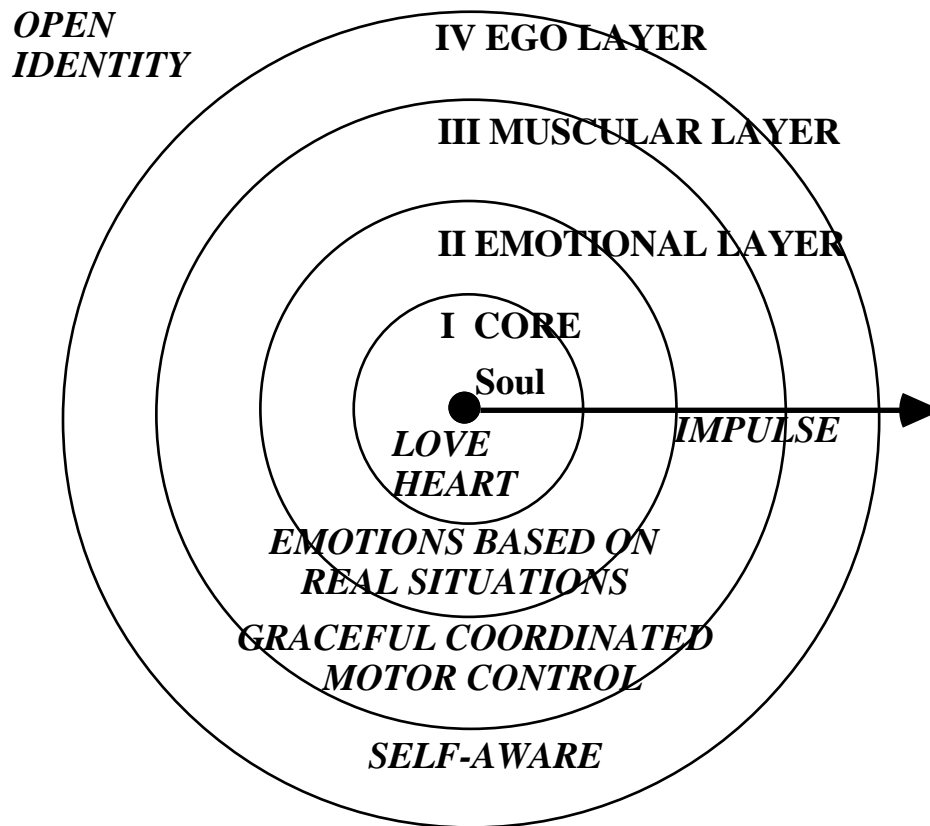 OPEN
IDENTITY
IV EGO LAYER
III MUSCULAR LAYER
II EMOTIONAL LAYER
I CORE
Soul
IMPULSE
LOVE
HEART
EMOTIONS BASED ON
REAL SITUATIONS
GRACEFUL COORDINATED
MOTOR CONTROL
SELF-AWARE